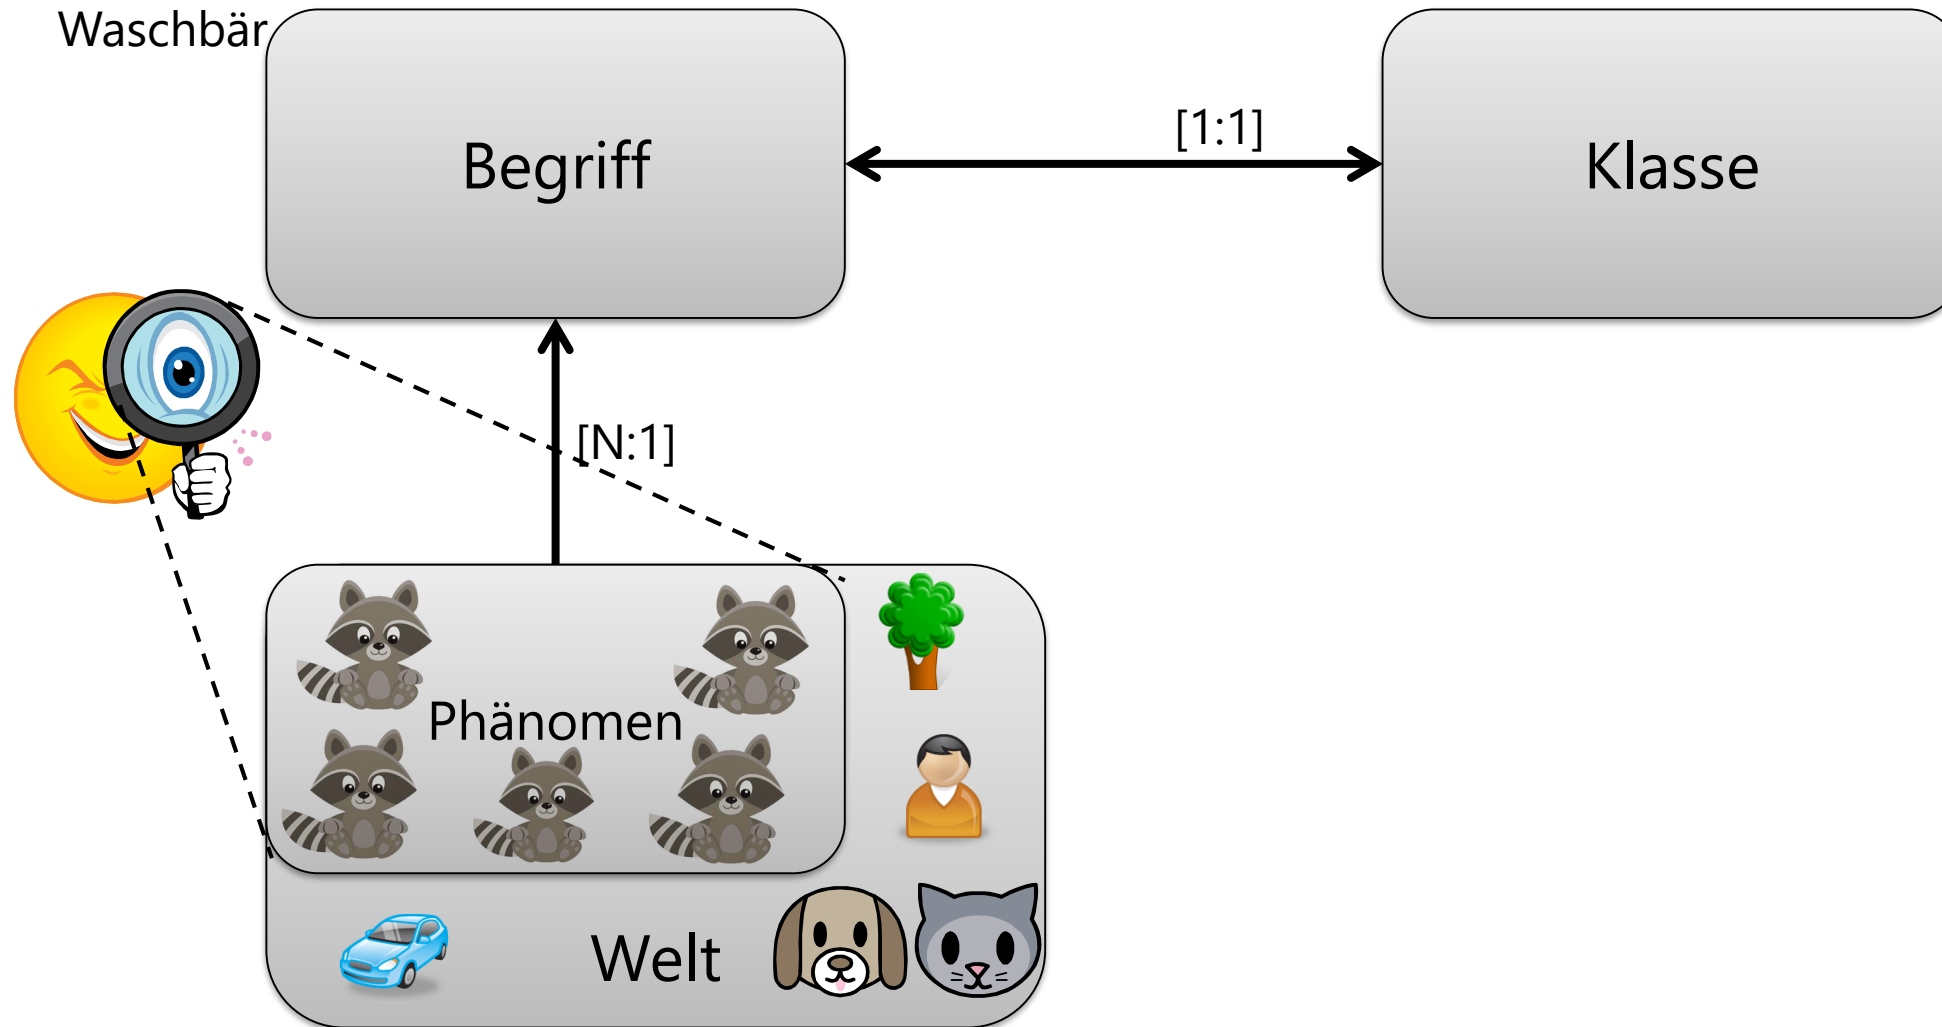 Waschbär
Begriff
[1:1]
Klasse
[N:1]
Phänomen
Welt